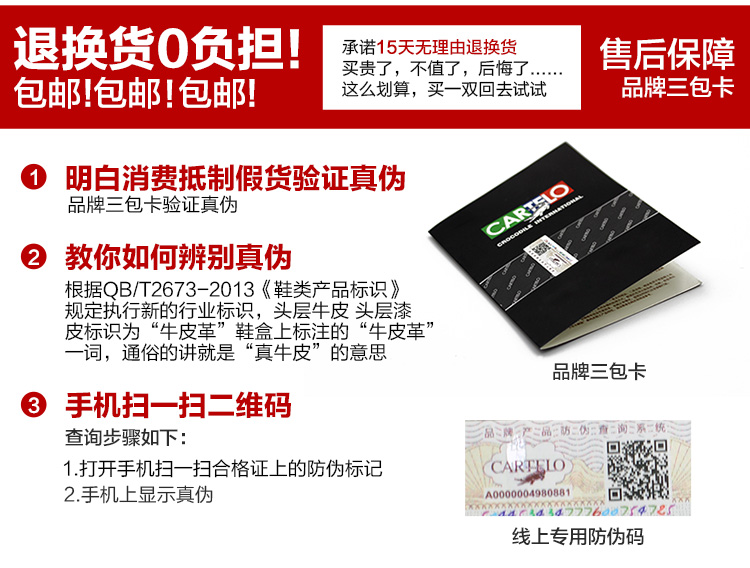 退换货0负担!
包邮!包邮!包邮!
承诺15天无理由退换货
买贵了，不值了，后悔了……
这么划算，买一双回去试试
售后保障
品牌三包卡
1 明白消费抵制假货验证真伪
品牌三包卡验证真伪
2 教你如何辨别真伪
根据QB/T2673-2013《鞋类产品标识》
规定执行新的行业标识，头层牛皮 头层漆
皮标识为“牛皮革”鞋盒上标注的“牛皮革”
一词，通俗的讲就是“真牛皮”的意思
CARTELO
CROCODILE INTERNATIONAL
品牌三包卡
3 手机扫一扫二维码
查询步骤如下：
1.打开手机扫一扫合格证上的防伪标记
2.手机上显示真伪
品牌产品防伪查询系统
CARTELO
A0000004980881
线上专用防伪码